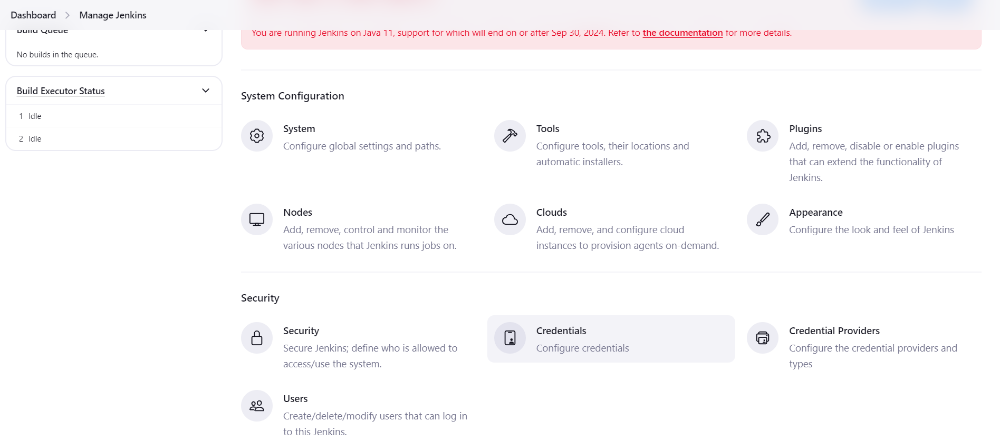 Dashboard > Manage Jenkins
Build Queue
No builds in the queue.
Build Executor Status
1 Idle
2 Idle
You are running Jenkins on Java 11, support for which will end on or after Sep 30, 2024. Refer to the documentation for more details.
System Configuration
System
Configure global settings and paths.
Tools
Configure tools, their locations and
automatic installers.
Plugins
Add, remove, disable or enable plugins
that can extend the functionality of
Jenkins.
Nodes
Add, remove, control and monitor the
various nodes that Jenkins runs jobs on.
Clouds
Add, remove, and configure cloud
instances to provision agents on-demand.
Appearance
Configure the look and feel of Jenkins
Security
Security
Secure Jenkins; define who is allowed to
access/use the system.
Credentials
Configure credentials
Credential Providers
Configure the credential providers and
types
Users
Create/delete/modify users that can log in
to this Jenkins.